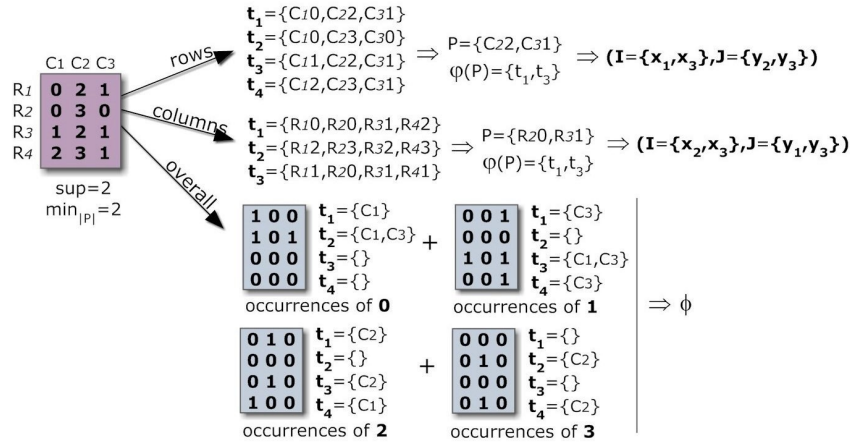 C1 C2 C3
R1 0 2 1
R2 0 3 0
R3 1 2 1
R4 2 3 1
sup=2
min|P|=2
rows
columns
overall
t1={C10,C22,C31}
t2={C10,C23,C30}
t3={C11,C22,C31}
t4={C12,C23,C31}
⇒ P={C22,C31}
φ(P)={t1,t3}
⇒ (I={x1,x3},J={y2,y3})
t1={R10,R20,R31,R42}
t2={R12,R23,R32,R43}
t3={R11,R20,R31,R41}
⇒ P={R20,R31}
φ(P)={t1,t3}
⇒ (I={x2,x3},J={y1,y3})
1 0 0 t1={C1}
1 0 1 t2={C1,C3}
0 0 0 t3={}
0 0 0 t4={}
occurrences of 0
+
0 0 1 t1={C3}
0 0 0 t2={}
1 0 1 t3={C1,C3}
0 0 1 t4={C3}
occurrences of 1
0 1 0 t1={C2}
0 0 0 t2={}
0 1 0 t3={C2}
1 0 0 t4={C1}
occurrences of 2
+
0 0 0 t1={}
0 1 0 t2={C2}
0 0 0 t3={}
0 1 0 t4={C2}
occurrences of 3
⇒ ϕ